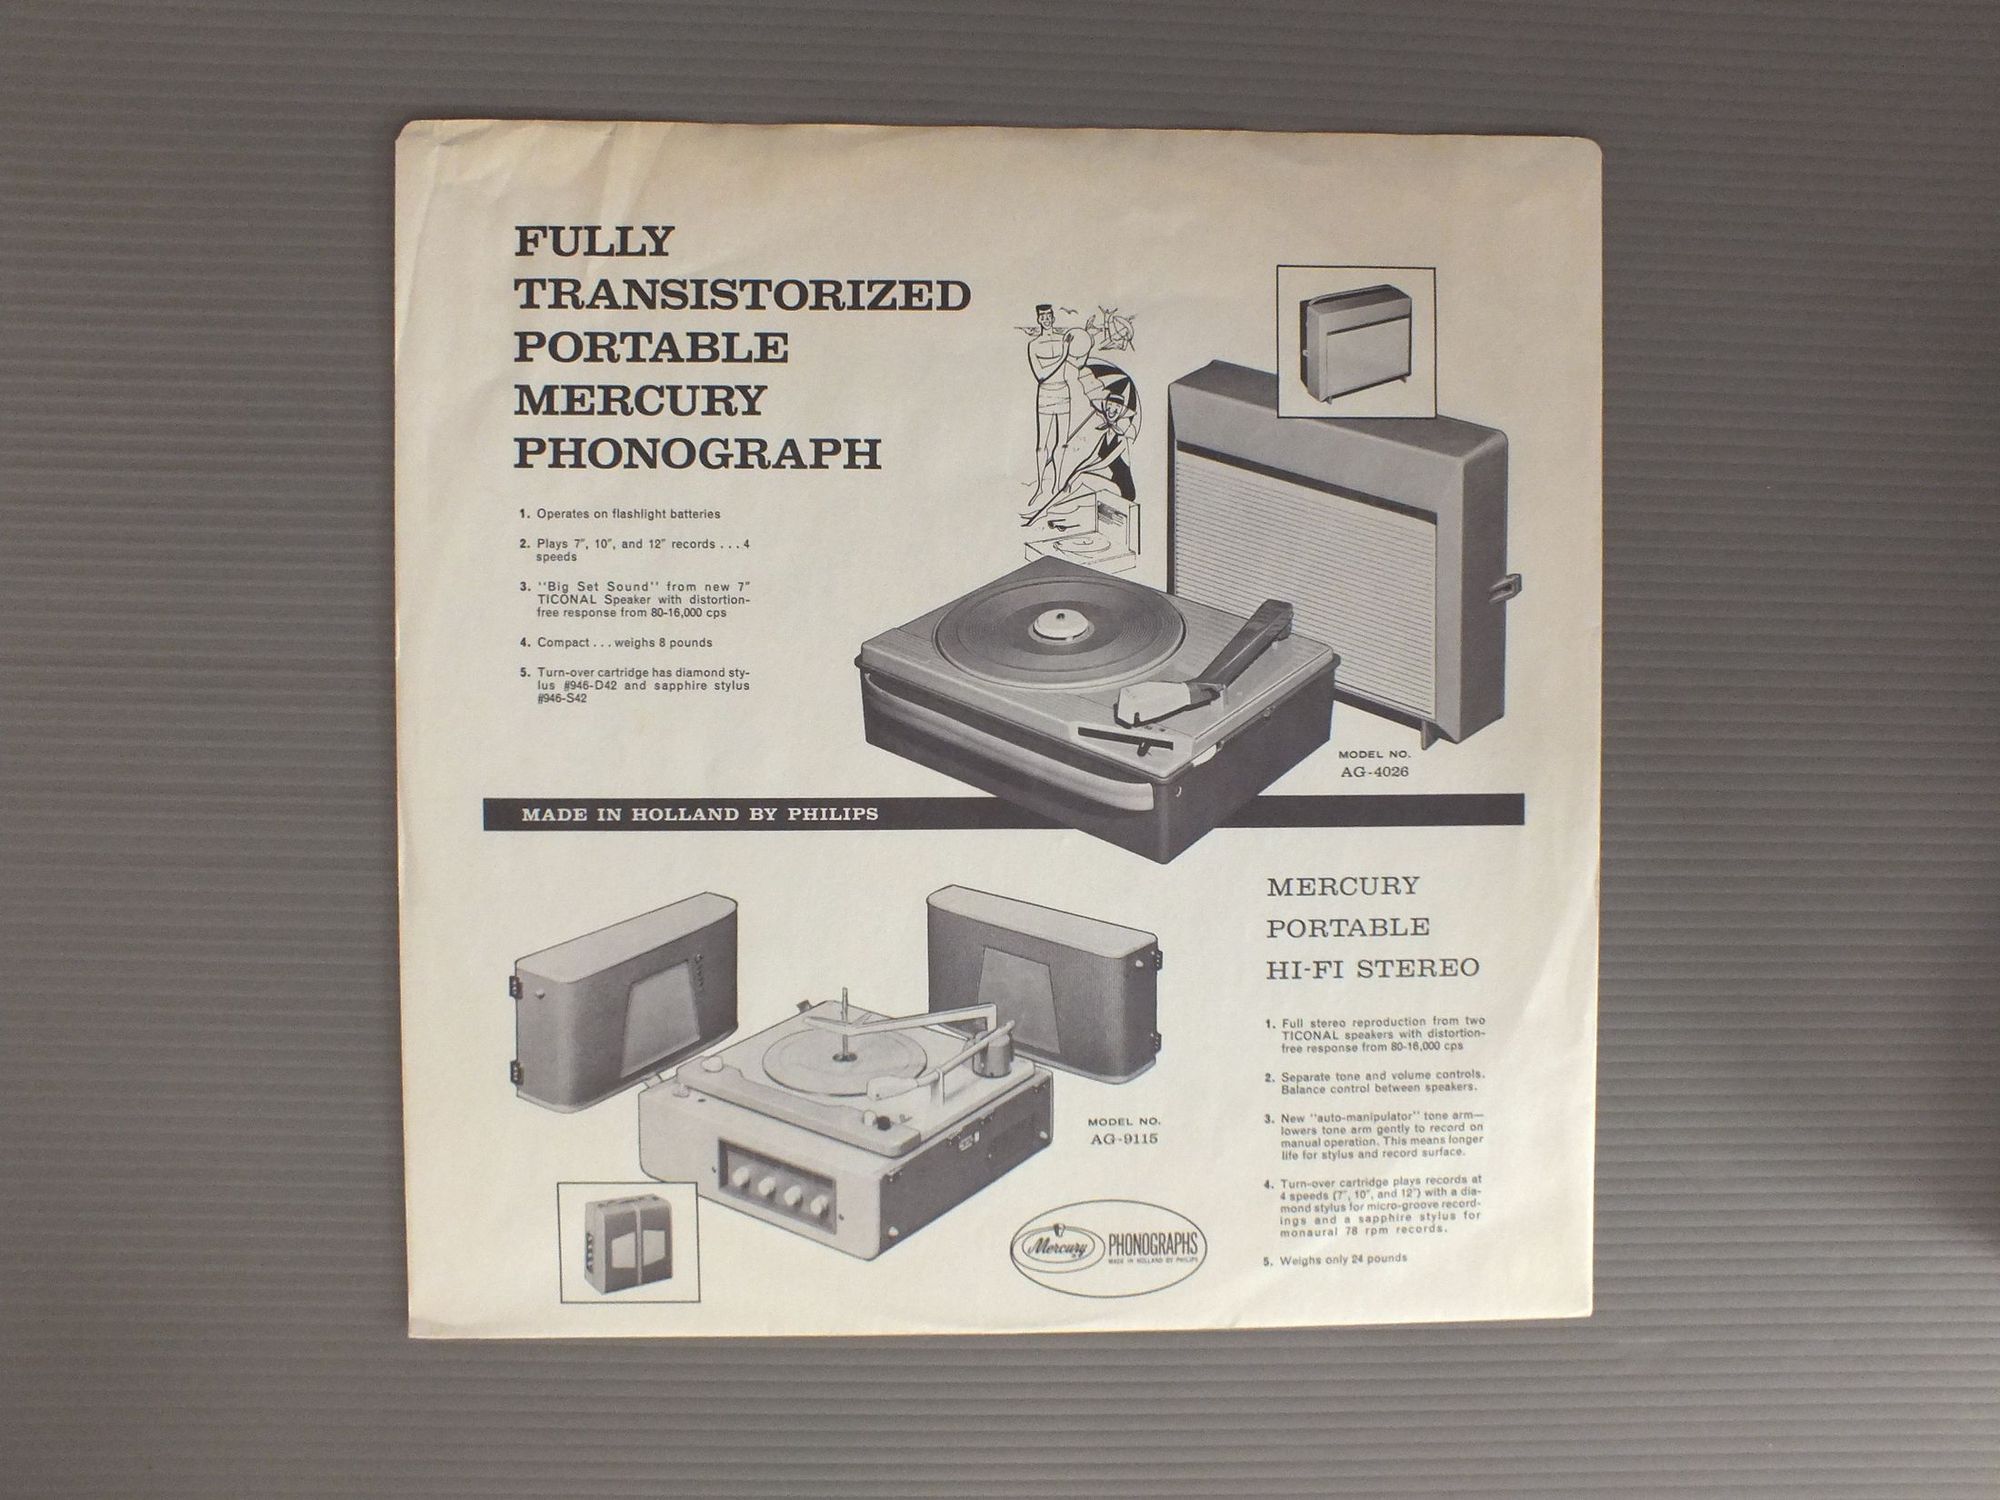 FULLY
TRANSISTORIZED
PORTABLE
MERCURY
PHONOGRAPH
1. Operates on flashlight batteries
2. Plays 7", 10", and 12" records . . . 4
speeds
3. "Big Set Sound" from new 7"
TICONAL Speaker with distortion-
free response from 80-16,000 cps
4. Compact . . . weighs 8 pounds
5. Turn-over cartridge has diamond sty-
lus #946-D42 and sapphire stylus
#946-S42
MODEL NO.
AG-4026
MADE IN HOLLAND BY PHILIPS
MERCURY
PORTABLE
HI-FI STEREO
1. Full stereo reproduction from two
TICONAL speakers with distortion-
free response from 80-16,000 cps
2. Separate tone and volume controls.
Balance control between speakers.
3. New "auto-manipulator" tone arm—
lowers tone arm gently to record on
manual operation. This means longer
life for stylus and record surface.
4. Turn-over cartridge plays records at
4 speeds (7", 10", and 12") with a dia-
mond stylus for micro-groove record-
ings and a sapphire stylus for
monaural 78 rpm records.
5. Weighs only 24 pounds
MODEL NO.
AG-9115
Mercury PHONOGRAPHS
MADE IN HOLLAND BY PHILIPS